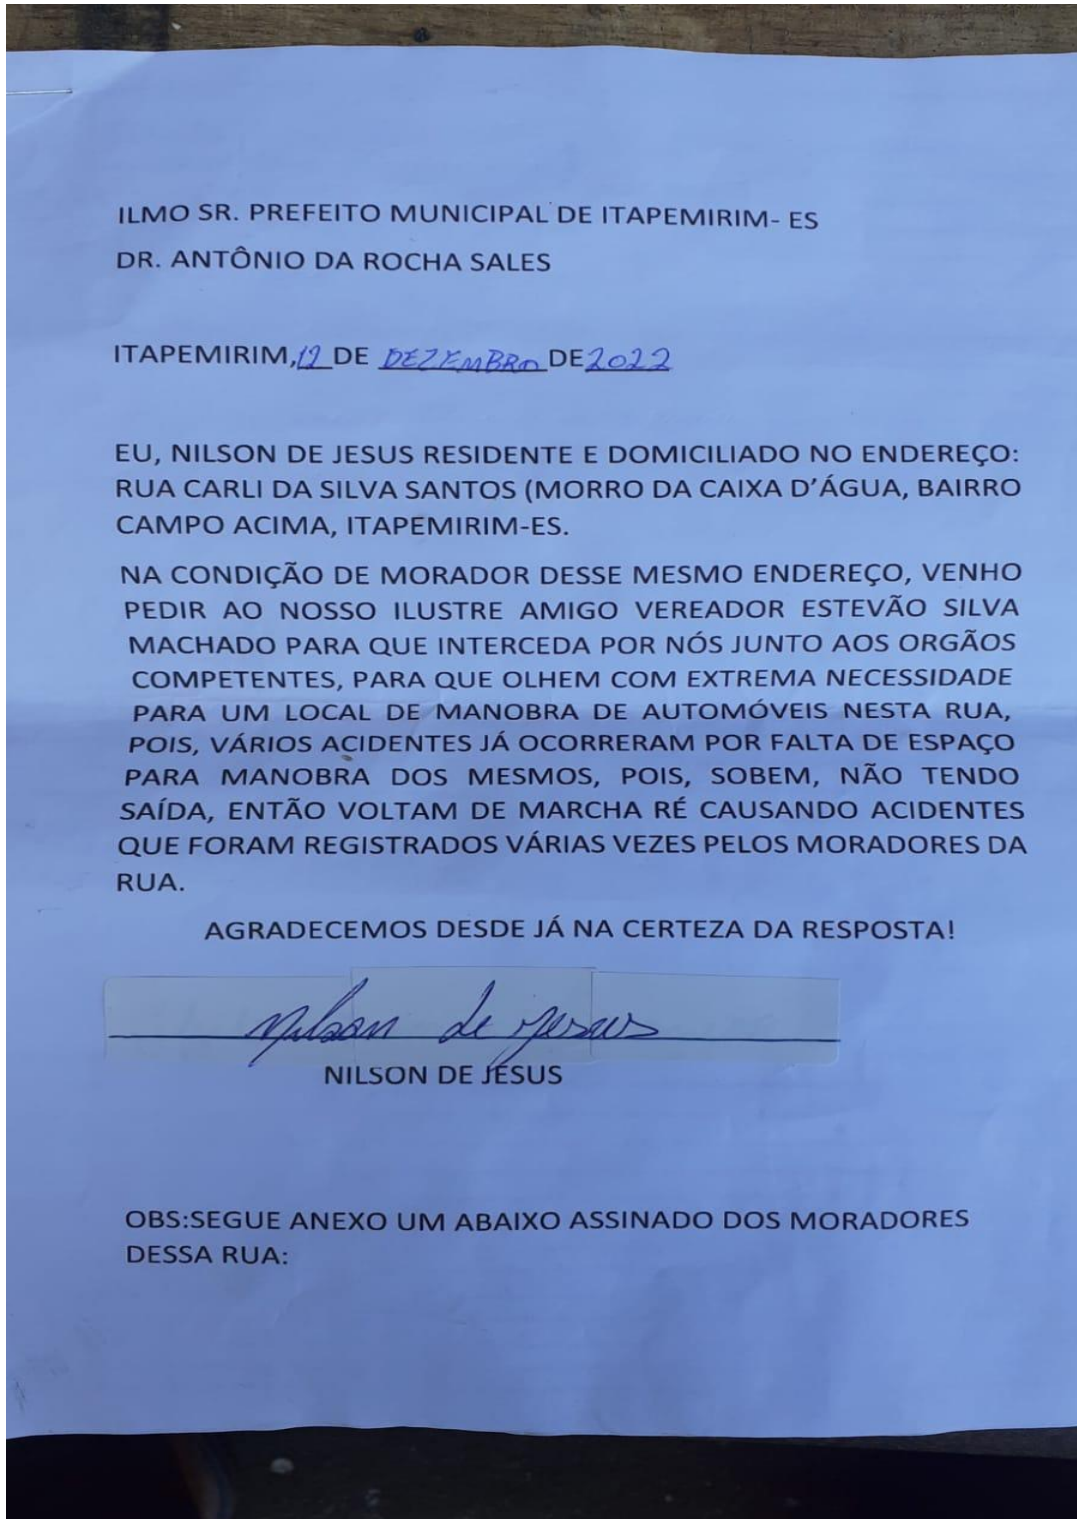 ILMO SR. PREFEITO MUNICIPAL DE ITAPEMIRIM- ES
DR. ANTÔNIO DA ROCHA SALES
ITAPEMIRIM,12 DE DEZEMBRO DE 2022
EU, NILSON DE JESUS RESIDENTE E DOMICILIADO NO ENDEREÇO:
RUA CARLI DA SILVA SANTOS (MORRO DA CAIXA D'ÁGUA, BAIRRO
CAMPO ACIMA, ITAPEMIRIM-ES.
NA CONDIÇÃO DE MORADOR DESSE MESMO ENDEREÇO, VENHO
PEDIR AO NOSSO ILUSTRE AMIGO VEREADOR ESTEVÃO SILVA
MACHADO PARA QUE INTERCEDA POR NÓS JUNTO AOS ORGÃOS
COMPETENTES, PARA QUE OLHEM COM EXTREMA NECESSIDADE
PARA UM LOCAL DE MANOBRA DE AUTOMÓVEIS NESTA RUA,
POIS, VÁRIOS ACIDENTES JÁ OCORRERAM POR FALTA DE ESPAÇO
PARA MANOBRA DOS MESMOS, POIS, SOBEM, NÃO TENDO
SAÍDA, ENTÃO VOLTAM DE MARCHA RÉ CAUSANDO ACIDENTES
QUE FORAM REGISTRADOS VÁRIAS VEZES PELOS MORADORES DA
RUA.
AGRADECEMOS DESDE JÁ NA CERTEZA DA RESPOSTA!
Nilson de Jesus
NILSON DE JESUS
OBS:SEGUE ANEXO UM ABAIXO ASSINADO DOS MORADORES
DESSA RUA: